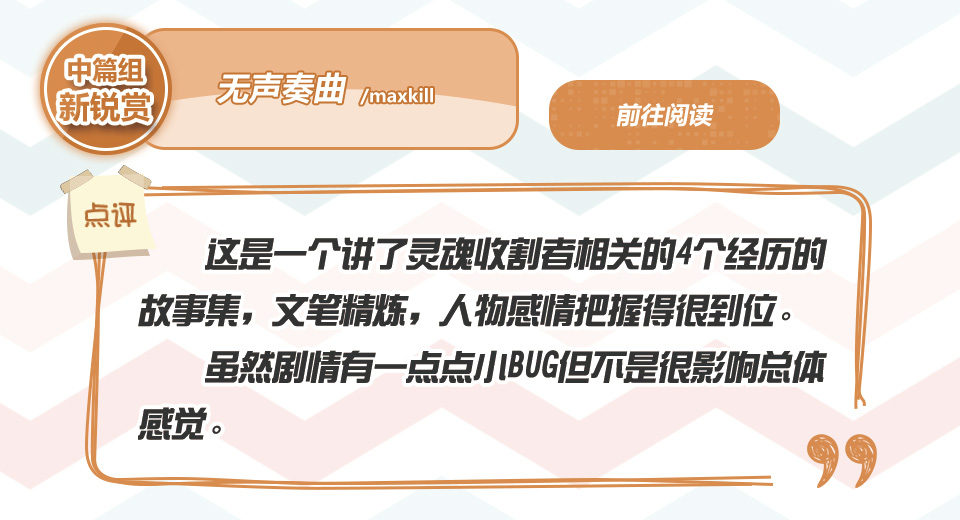 中篇组
新锐赏
无声奏曲 /maxkill
前往阅读
点评
这是一个讲了灵魂收割者相关的4个经历的
故事集，文笔精炼，人物感情把握得很到位。
虽然剧情有一点点小BUG但不是很影响总体
感觉。